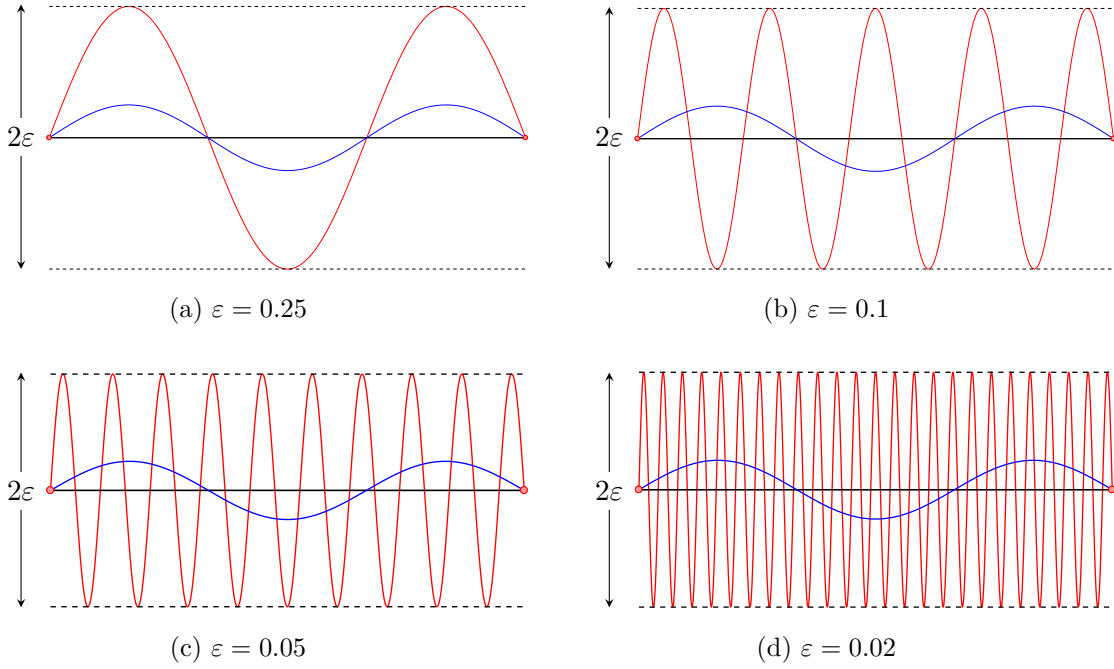 2ε
2ε
(a) ε = 0.25
(b) ε = 0.1
2ε
2ε
(c) ε = 0.05
(d) ε = 0.02